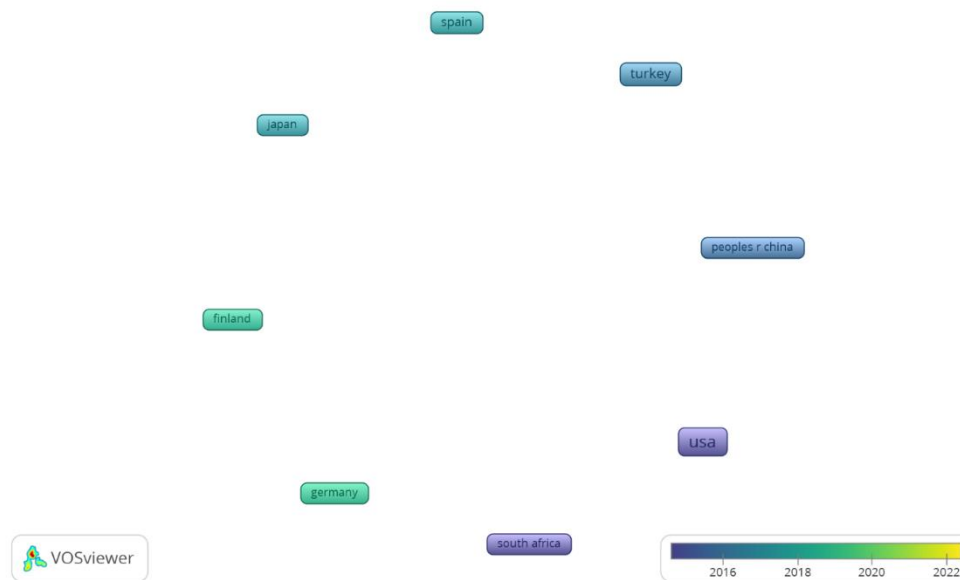 spain
turkey
japan
peoples r china
finland
usa
germany
south africa
VOSviewer
2016 2018 2020 2022